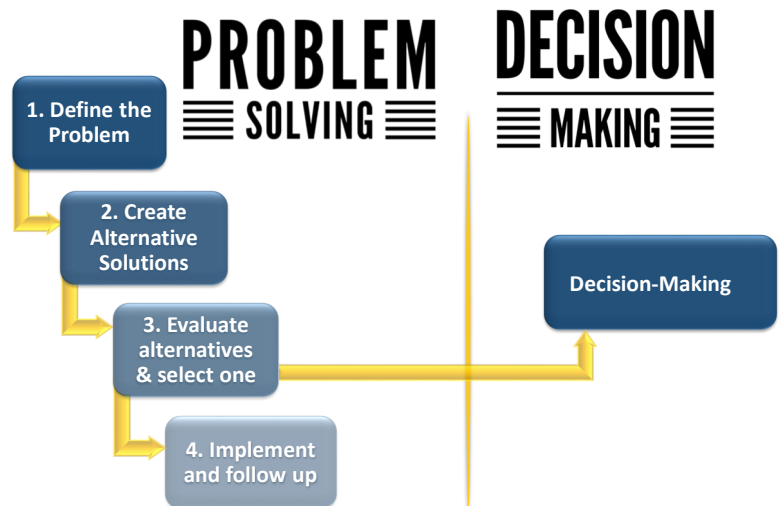 PROBLEM
SOLVING
DECISION
MAKING
1. Define the
Problem
2. Create
Alternative
Solutions
3. Evaluate
alternatives
& select one
4. Implement
and follow up
Decision-Making